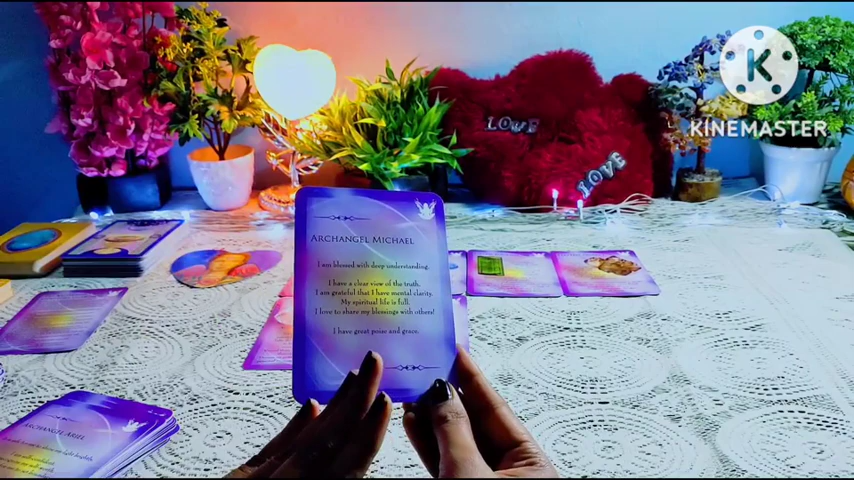 K
KINEMASTER
LOVE
LOVE
ARCHANGEL MICHAEL
I am blessed with deep understanding.
I have a clear view of the truth.
I am grateful that I have mental clarity.
My spiritual life is full.
I love to share my blessings with others!
I have great poise and grace.
ARCHANGEL ARIEL